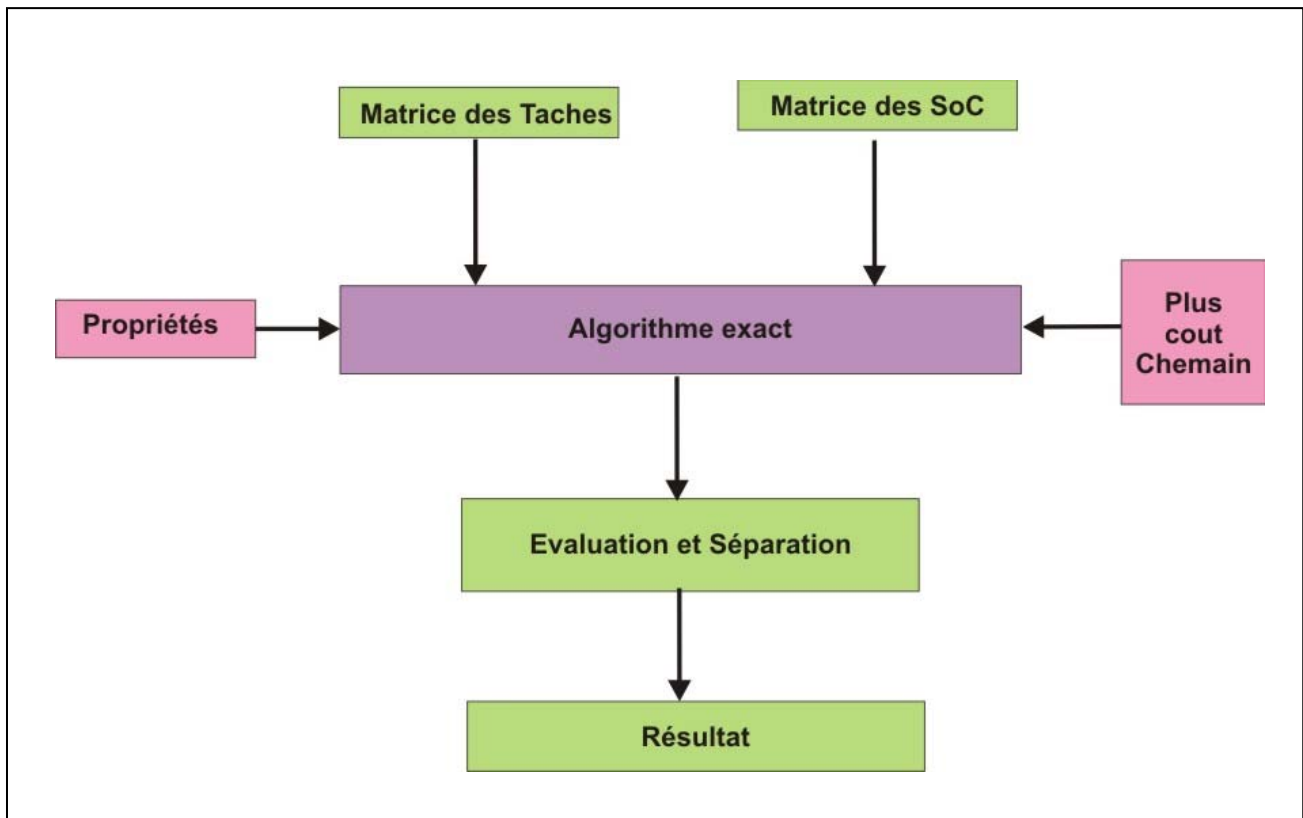 Matrice des Taches
Matrice des SoC
Propriétés
Algorithme exact
Plus
cout
Chemain
Evaluation et Séparation
Résultat